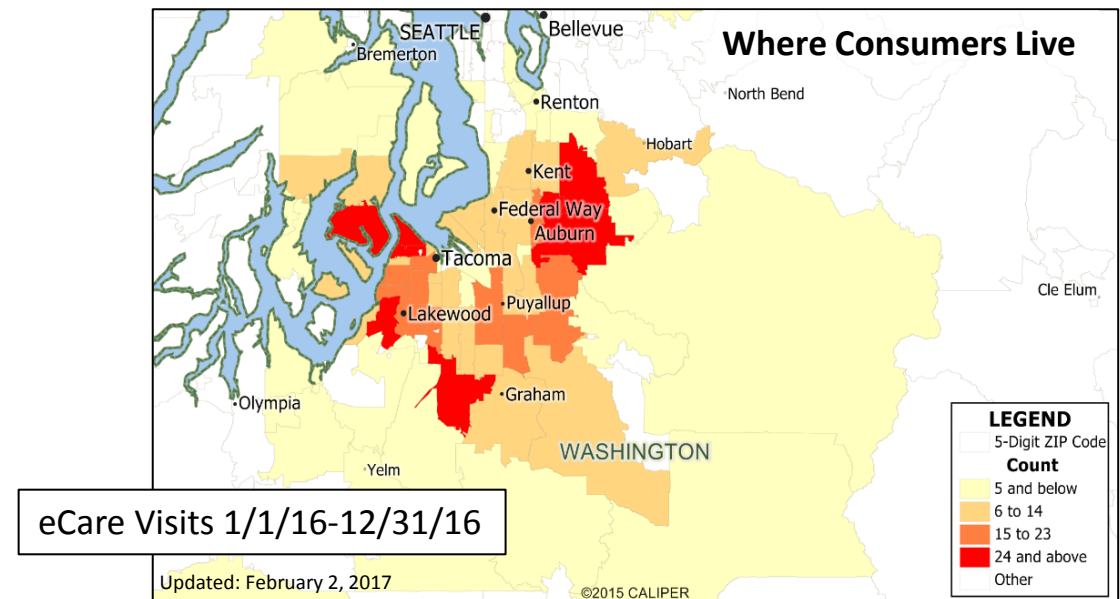 Where Consumers Live
SEATTLE
Bellevue
Bremerton
North Bend
Renton
Hobart
Kent
Federal Way
Auburn
Tacoma
Cle Elum
Puyallup
Lakewood
Graham
Olympia
WASHINGTON
Yelm
LEGEND
5-Digit ZIP Code
Count
5 and below
6 to 14
15 to 23
24 and above
Other
eCare Visits 1/1/16-12/31/16
Updated: February 2, 2017
©2015 CALIPER